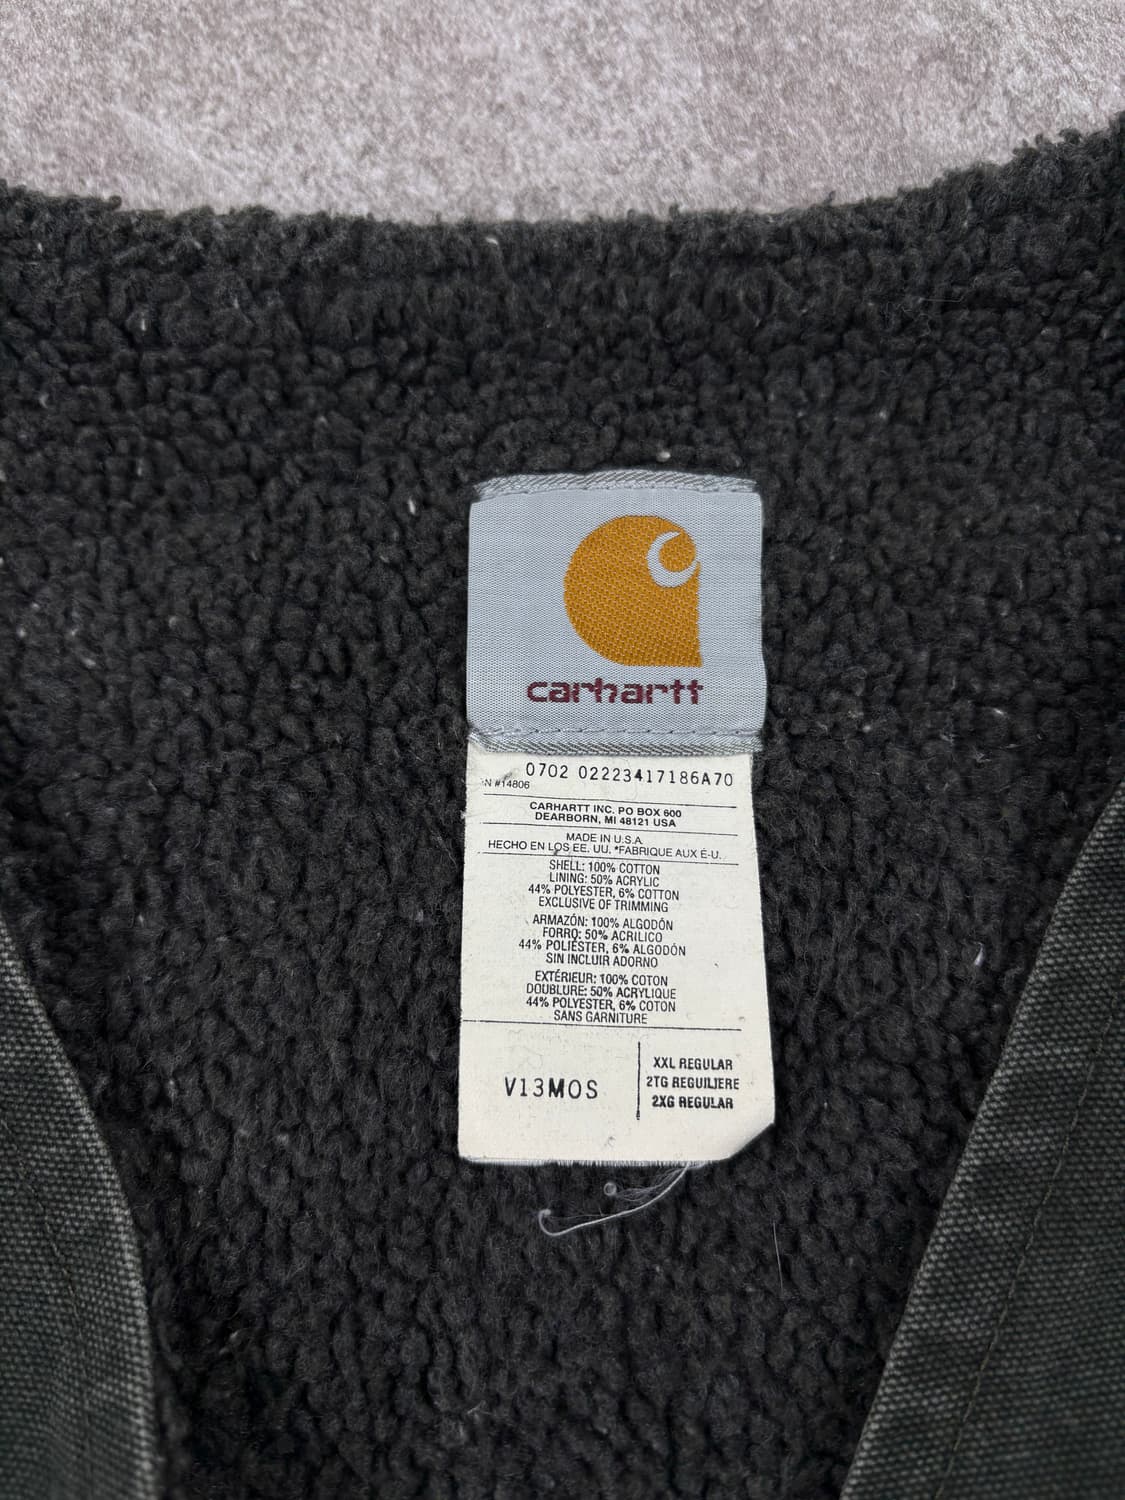 carhartt
0702 02223417186A70
N #14806
CARHARTT INC. PO BOX 600
DEARBORN, MI 48121 USA
MADE IN U.S.A.
HECHO EN LOS EE. UU. *FABRIQUE AUX É-U.
SHELL: 100% COTTON
LINING: 50% ACRYLIC
44% POLYESTER, 6% COTTON
EXCLUSIVE OF TRIMMING
ARMAZÓN: 100% ALGODÓN
FORRO: 50% ACRILICO
44% POLIÉSTER, 6% ALGODÓN
SIN INCLUIR ADORNO
EXTÉRIEUR: 100% COTON
DOUBLURE: 50% ACRYLIQUE
44% POLYESTER, 6% COTON
SANS GARNITURE
V13MOS
XXL REGULAR
2TG REGUILIERE
2XG REGULAR